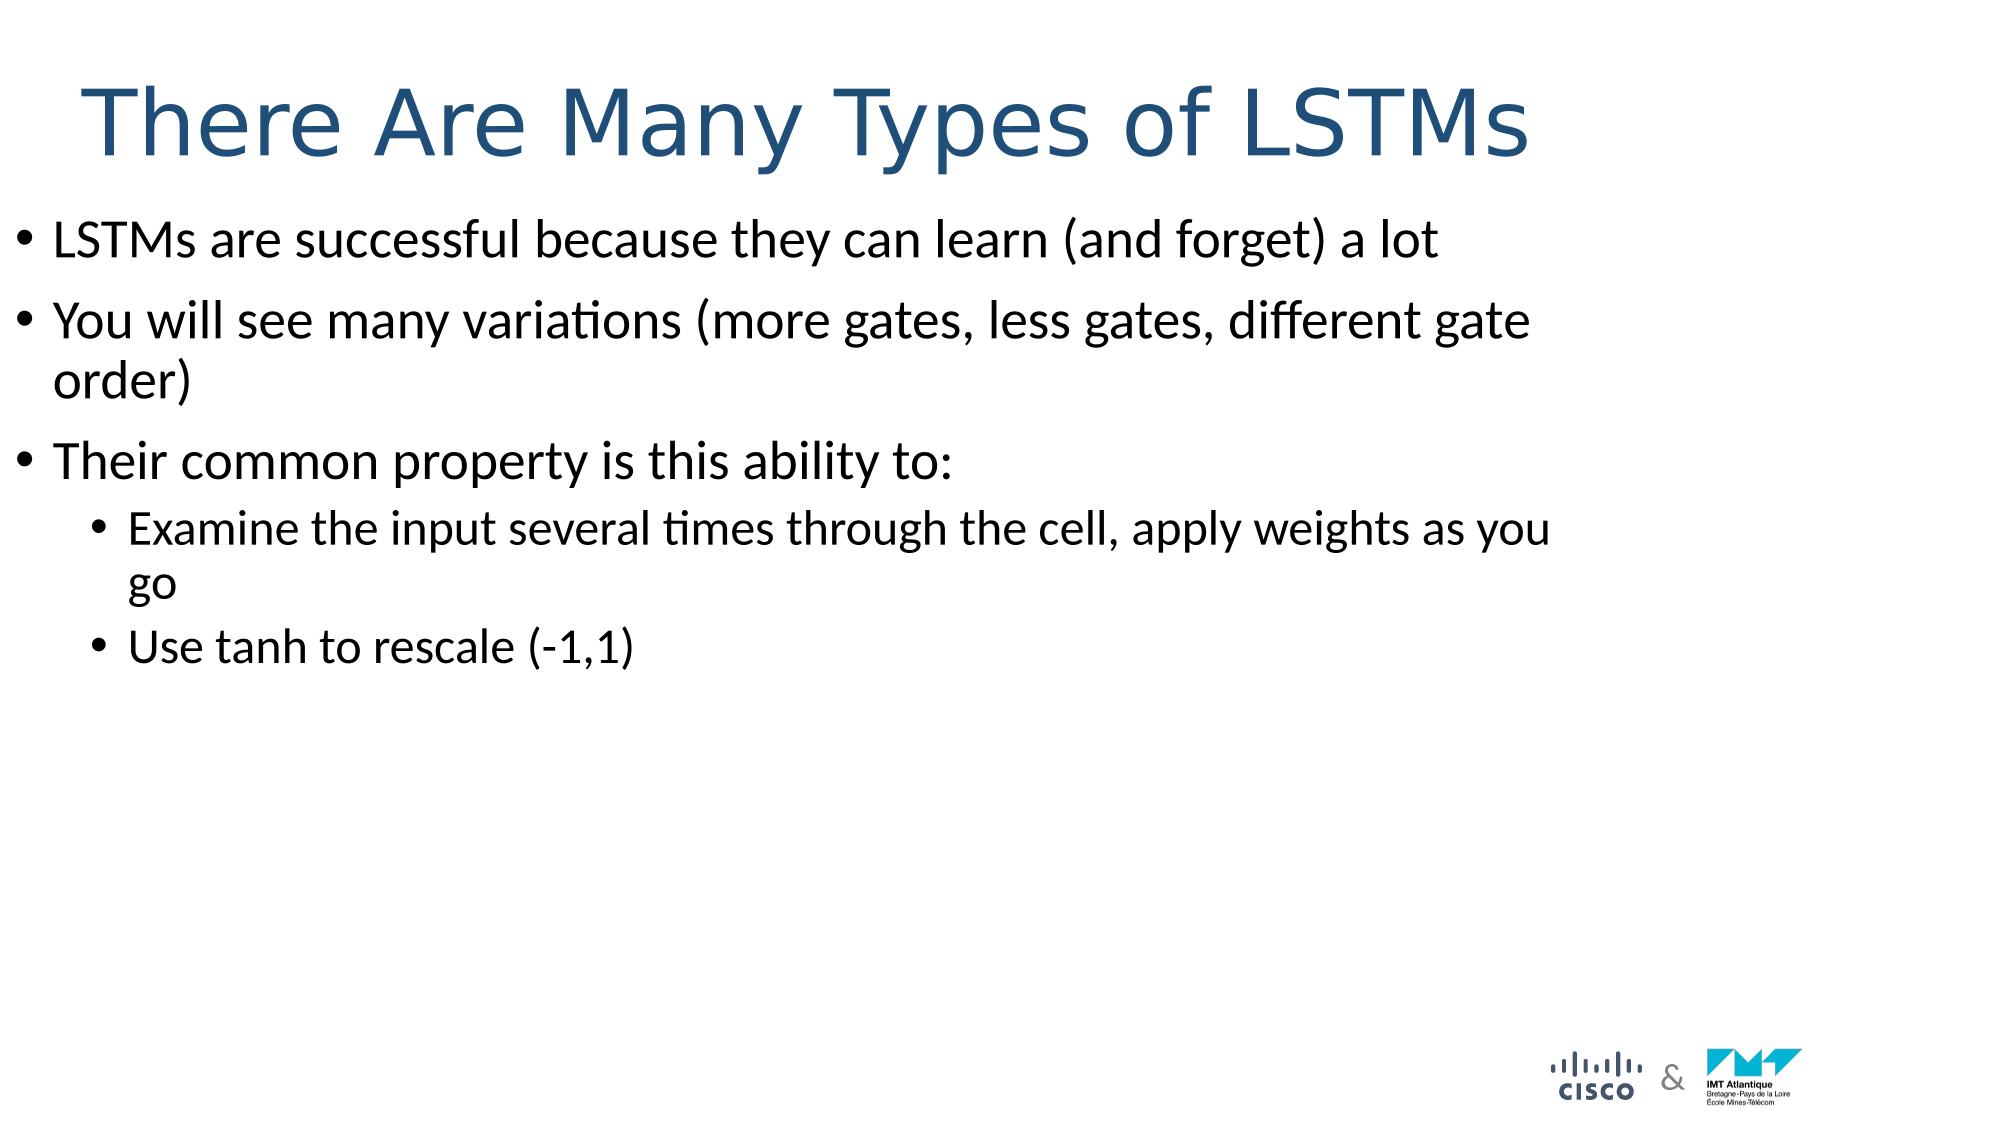 There Are Many Types of LSTMs
• LSTMs are successful because they can learn (and forget) a lot
• You will see many variations (more gates, less gates, different gate
order)
• Their common property is this ability to:
• Examine the input several times through the cell, apply weights as you
go
• Use tanh to rescale (-1,1)
CISCO & IMT Atlantique
Bretagne-Pays de la Loire
École Mines-Télécom